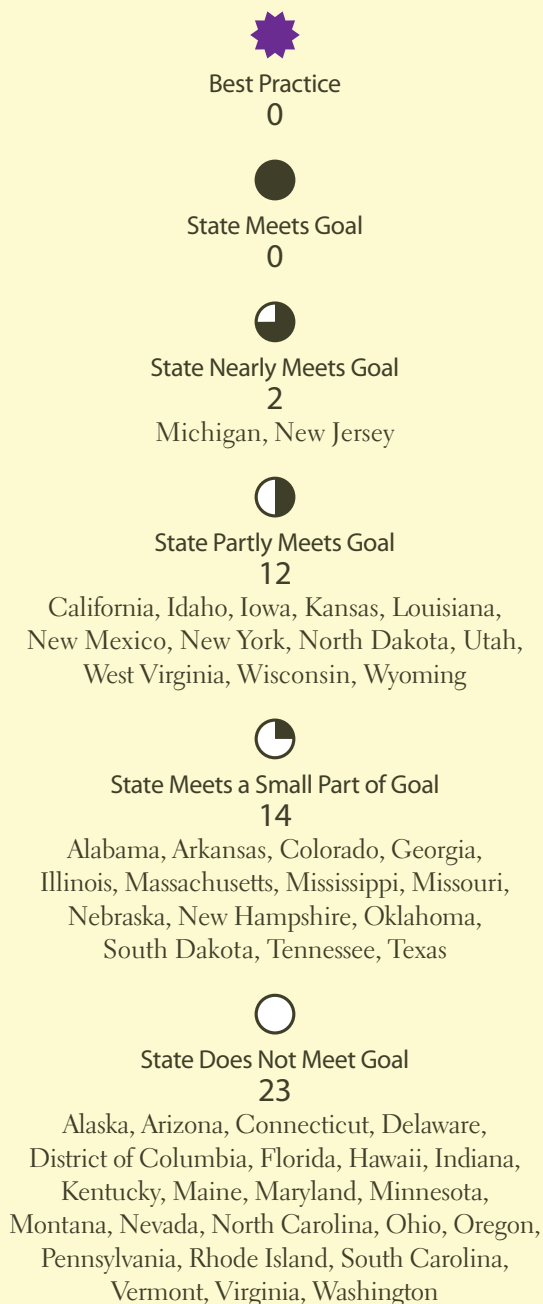 Best Practice
0
State Meets Goal
0
State Nearly Meets Goal
2
Michigan, New Jersey
State Partly Meets Goal
12
California, Idaho, Iowa, Kansas, Louisiana,
New Mexico, New York, North Dakota, Utah,
West Virginia, Wisconsin, Wyoming
State Meets a Small Part of Goal
14
Alabama, Arkansas, Colorado, Georgia,
Illinois, Massachusetts, Mississippi, Missouri,
Nebraska, New Hampshire, Oklahoma,
South Dakota, Tennessee, Texas
State Does Not Meet Goal
23
Alaska, Arizona, Connecticut, Delaware,
District of Columbia, Florida, Hawaii, Indiana,
Kentucky, Maine, Maryland, Minnesota,
Montana, Nevada, North Carolina, Ohio, Oregon,
Pennsylvania, Rhode Island, South Carolina,
Vermont, Virginia, Washington